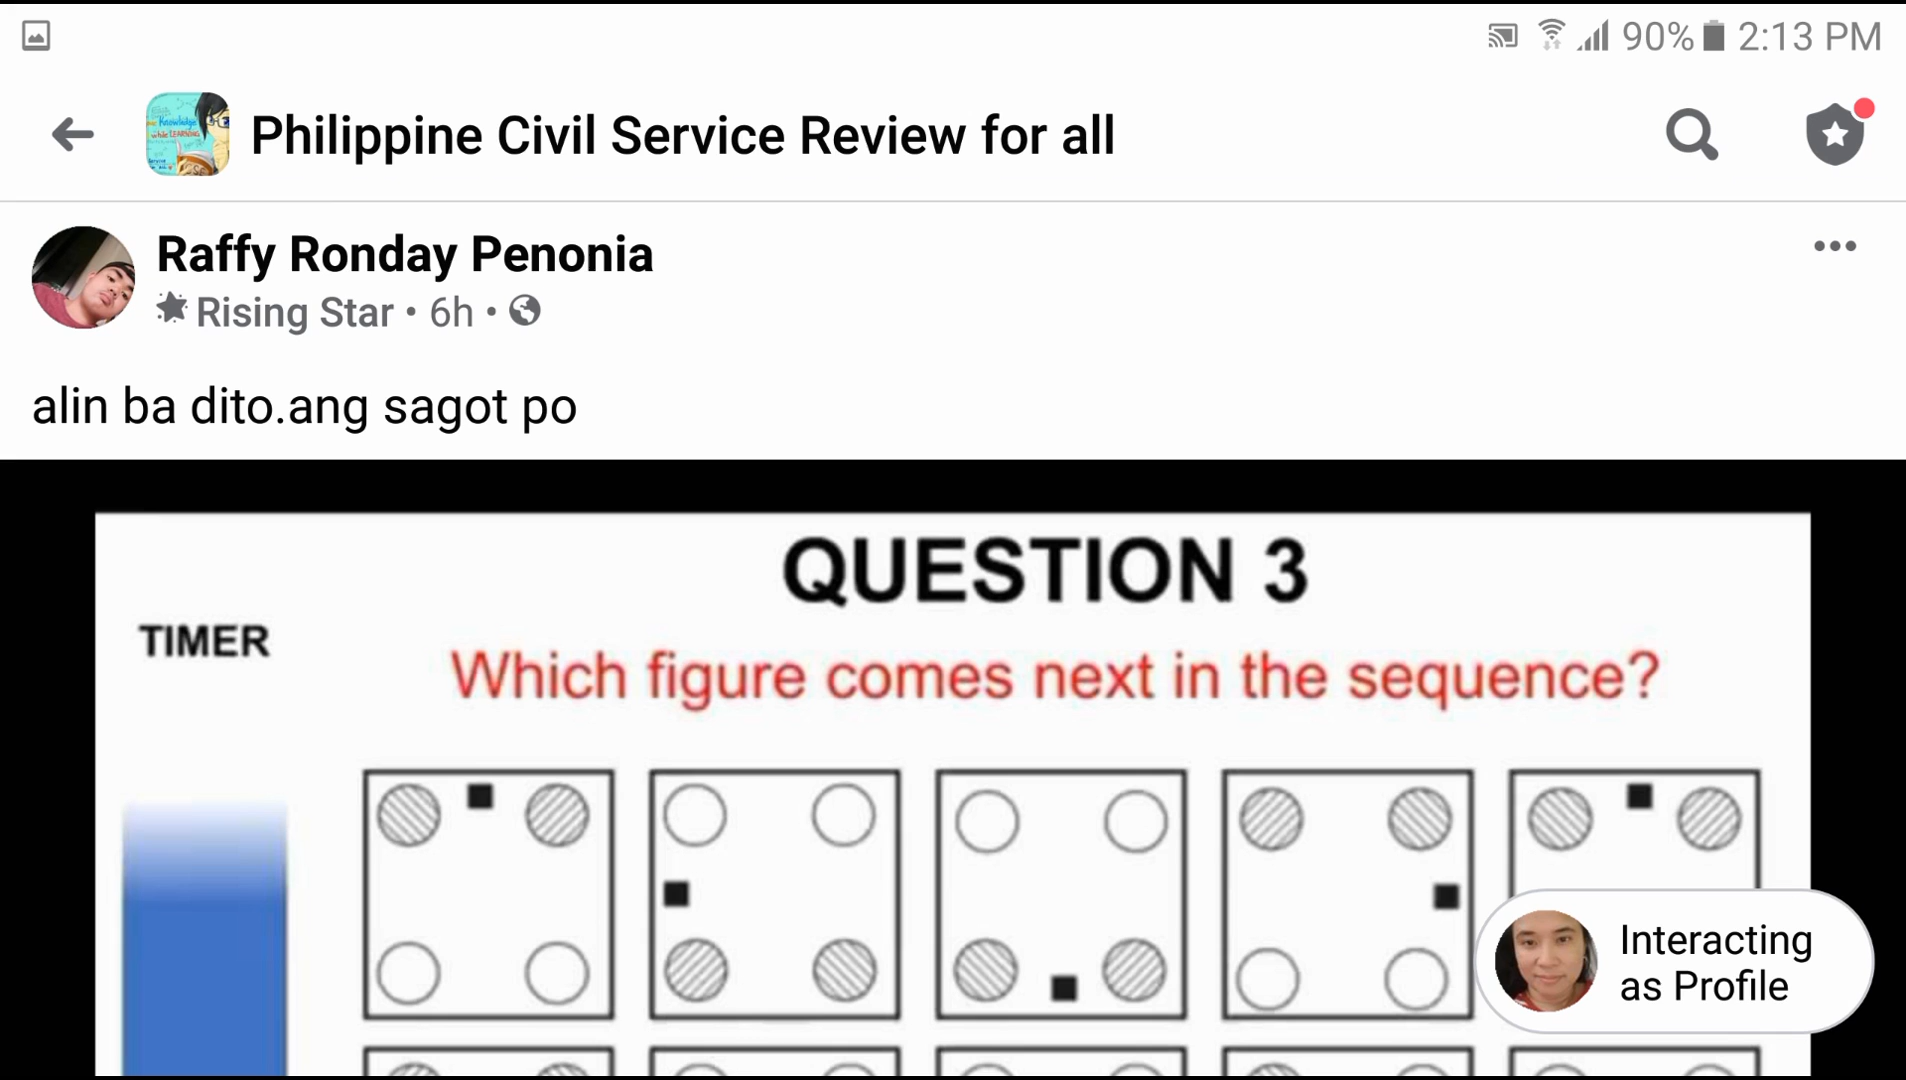 90% 2:13 PM
Philippine Civil Service Review for all
Raffy Ronday Penonia
Rising Star • 6h •
alin ba dito.ang sagot po
QUESTION 3
TIMER
Which figure comes next in the sequence?
Interacting
as Profile